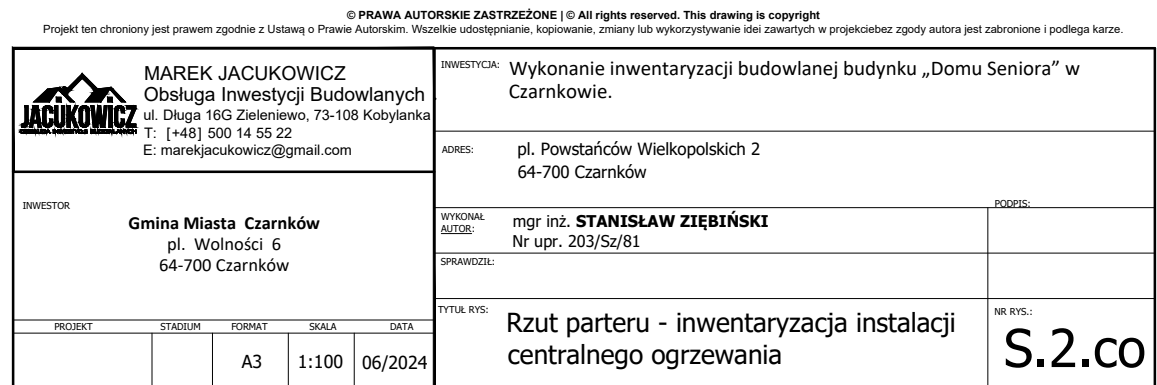 © PRAWA AUTORSKIE ZASTRZEŻONE | © All rights reserved. This drawing is copyright
Projekt ten chroniony jest prawem zgodnie z Ustawą o Prawie Autorskim. Wszelkie udostępnianie, kopiowanie, zmiany lub wykorzystywanie idei zawartych w projekciebez zgody autora jest zabronione i podlega karze.
JACUKOWICZ
OBSŁUGA INWESTYCJI BUDOWLANYCH
MAREK JACUKOWICZ
Obsługa Inwestycji Budowlanych
ul. Długa 16G Zieleniewo, 73-108 Kobylanka
T: [+48] 500 14 55 22
E: marekjacukowicz@gmail.com
INWESTOR
Gmina Miasta Czarnków
pl. Wolności 6
64-700 Czarnków
PROJEKT STADIUM FORMAT SKALA DATA
A3 1:100 06/2024
INWESTYCJA: Wykonanie inwentaryzacji budowlanej budynku „Domu Seniora” w
Czarnkowie.
ADRES: pl. Powstańców Wielkopolskich 2
64-700 Czarnków
PODPIS:
WYKONAŁ mgr inż. STANISŁAW ZIĘBIŃSKI
AUTOR: Nr upr. 203/Sz/81
SPRAWDZIŁ:
TYTUŁ RYS: Rzut parteru - inwentaryzacja instalacji
centralnego ogrzewania
NR RYS.:
S.2.co